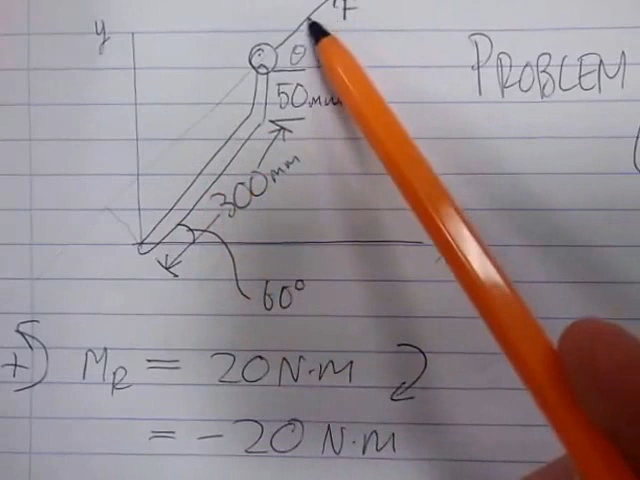 y
F
θ
PROBLEM
50mm
300mm
60°
+) M_R = 20 N·m
= -20 N·m